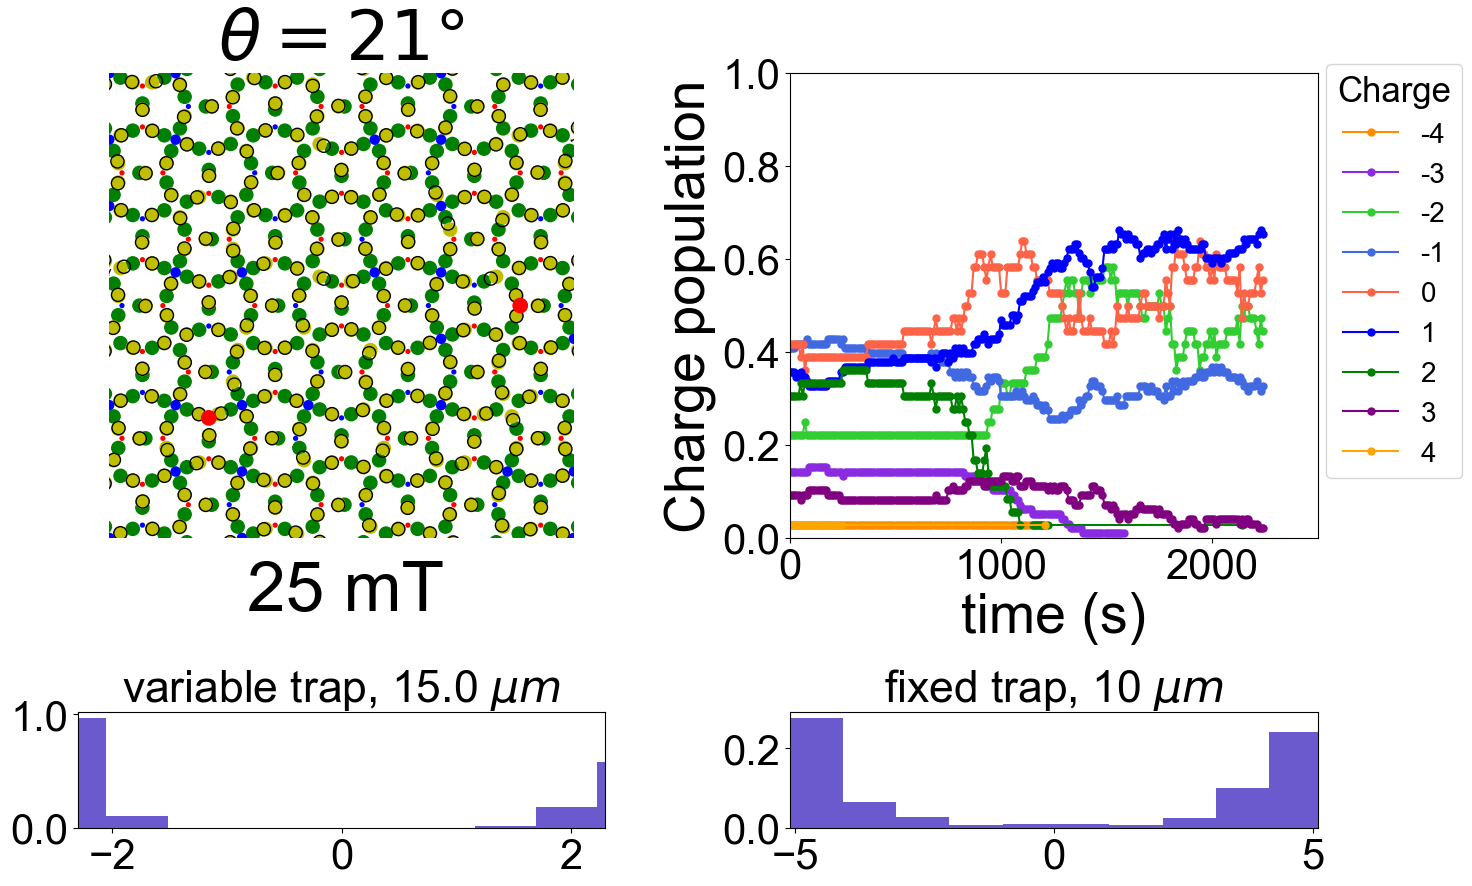 θ = 21°
25 mT
Charge population
1.0
0.8
0.6
0.4
0.2
0.0
0 1000 2000
time (s)
Charge
-4
-3
-2
-1
0
1
2
3
4
variable trap, 15.0 μm
1.0
0.0
−2 0 2
fixed trap, 10 μm
0.2
0.0
−5 0 5